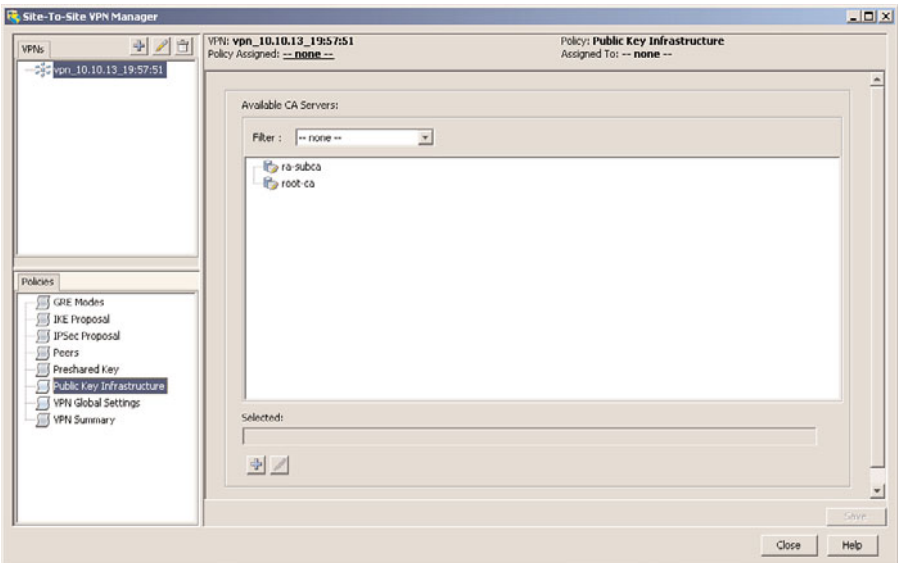 Site-To-Site VPN Manager
VPNs
vpn_10.10.13_19:57:51
VPN: vpn_10.10.13_19:57:51
Policy Assigned: -- none --
Policy: Public Key Infrastructure
Assigned To: -- none --
Available CA Servers:
Filter : -- none --
ra-subca
root-ca
Policies
GRE Modes
IKE Proposal
IPSec Proposal
Peers
Preshared Key
Public Key Infrastructure
VPN Global Settings
VPN Summary
Selected:
Save
Close
Help